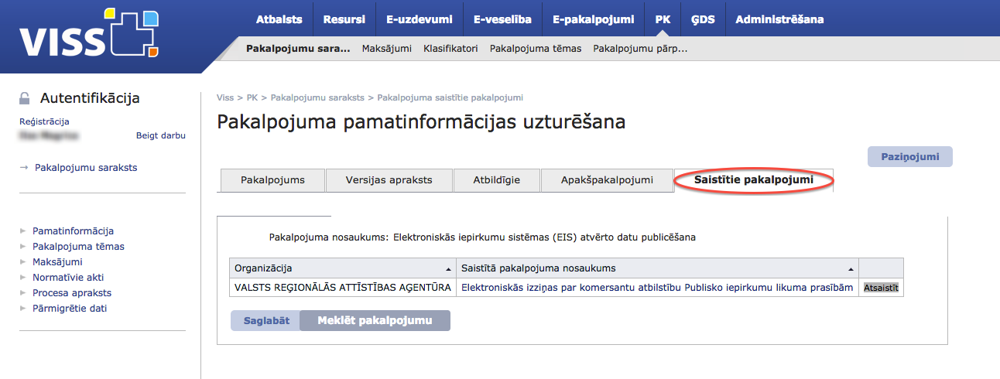 VISS
Atbalsts Resursi E-uzdevumi E-veselība E-pakalpojumi PK ĢDS Administrēšana
Pakalpojumu sara... Maksājumi Klasifikatori Pakalpojuma tēmas Pakalpojumu pārp...
Autentifikācija
Reģistrācija
Beigt darbu
→ Pakalpojumu saraksts
Pamatinformācija
Pakalpojuma tēmas
Maksājumi
Normatīvie akti
Procesa apraksts
Pārmigrētie dati
Viss > PK > Pakalpojumu saraksts > Pakalpojuma saistītie pakalpojumi
Pakalpojuma pamatinformācijas uzturēšana
Paziņojumi
Pakalpojums Versijas apraksts Atbildīgie Apakšpakalpojumi Saistītie pakalpojumi
Pakalpojuma nosaukums: Elektroniskās iepirkumu sistēmas (EIS) atvērto datu publicēšana
Organizācija Saistītā pakalpojuma nosaukums
VALSTS REĢIONĀLĀS ATTĪSTĪBAS AĢENTŪRA Elektroniskās izziņas par komersantu atbilstību Publisko iepirkumu likuma prasībām Atsaistīt
Saglabāt Meklēt pakalpojumu